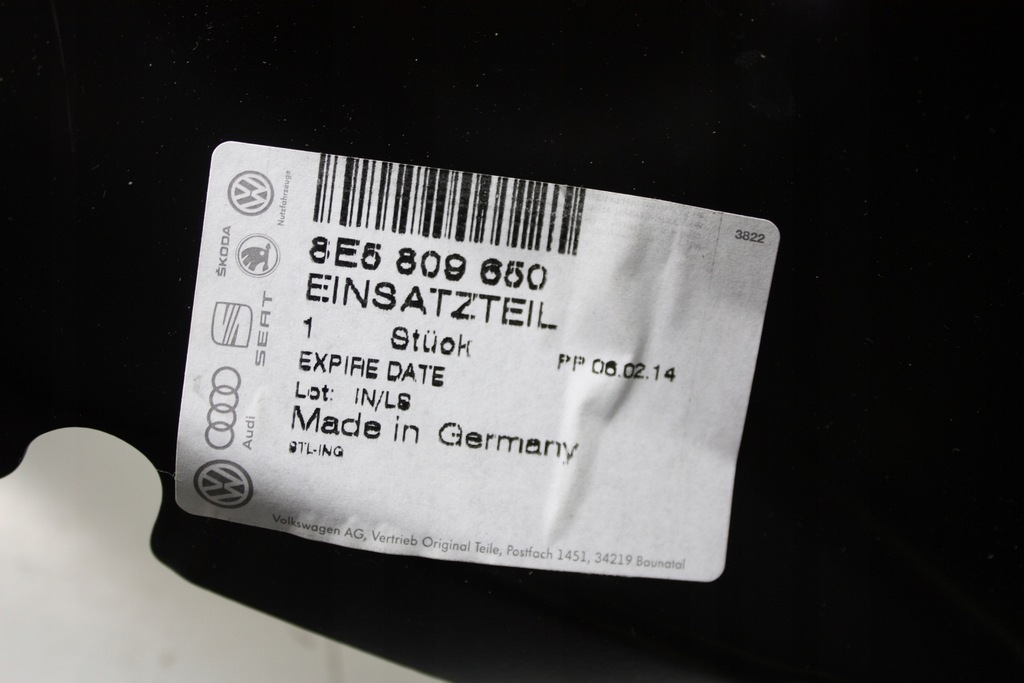 3822
8E5 809 650
EINSATZTEIL
1 Stück
PP 06.02.14
EXPIRE DATE
Lot: IN/LS
Made in Germany
STL-ING
Volkswagen AG, Vertrieb Original Teile, Postfach 1451, 34219 Baunatal
Nutzfahrzeuge
ŠKODA
SEAT
Audi